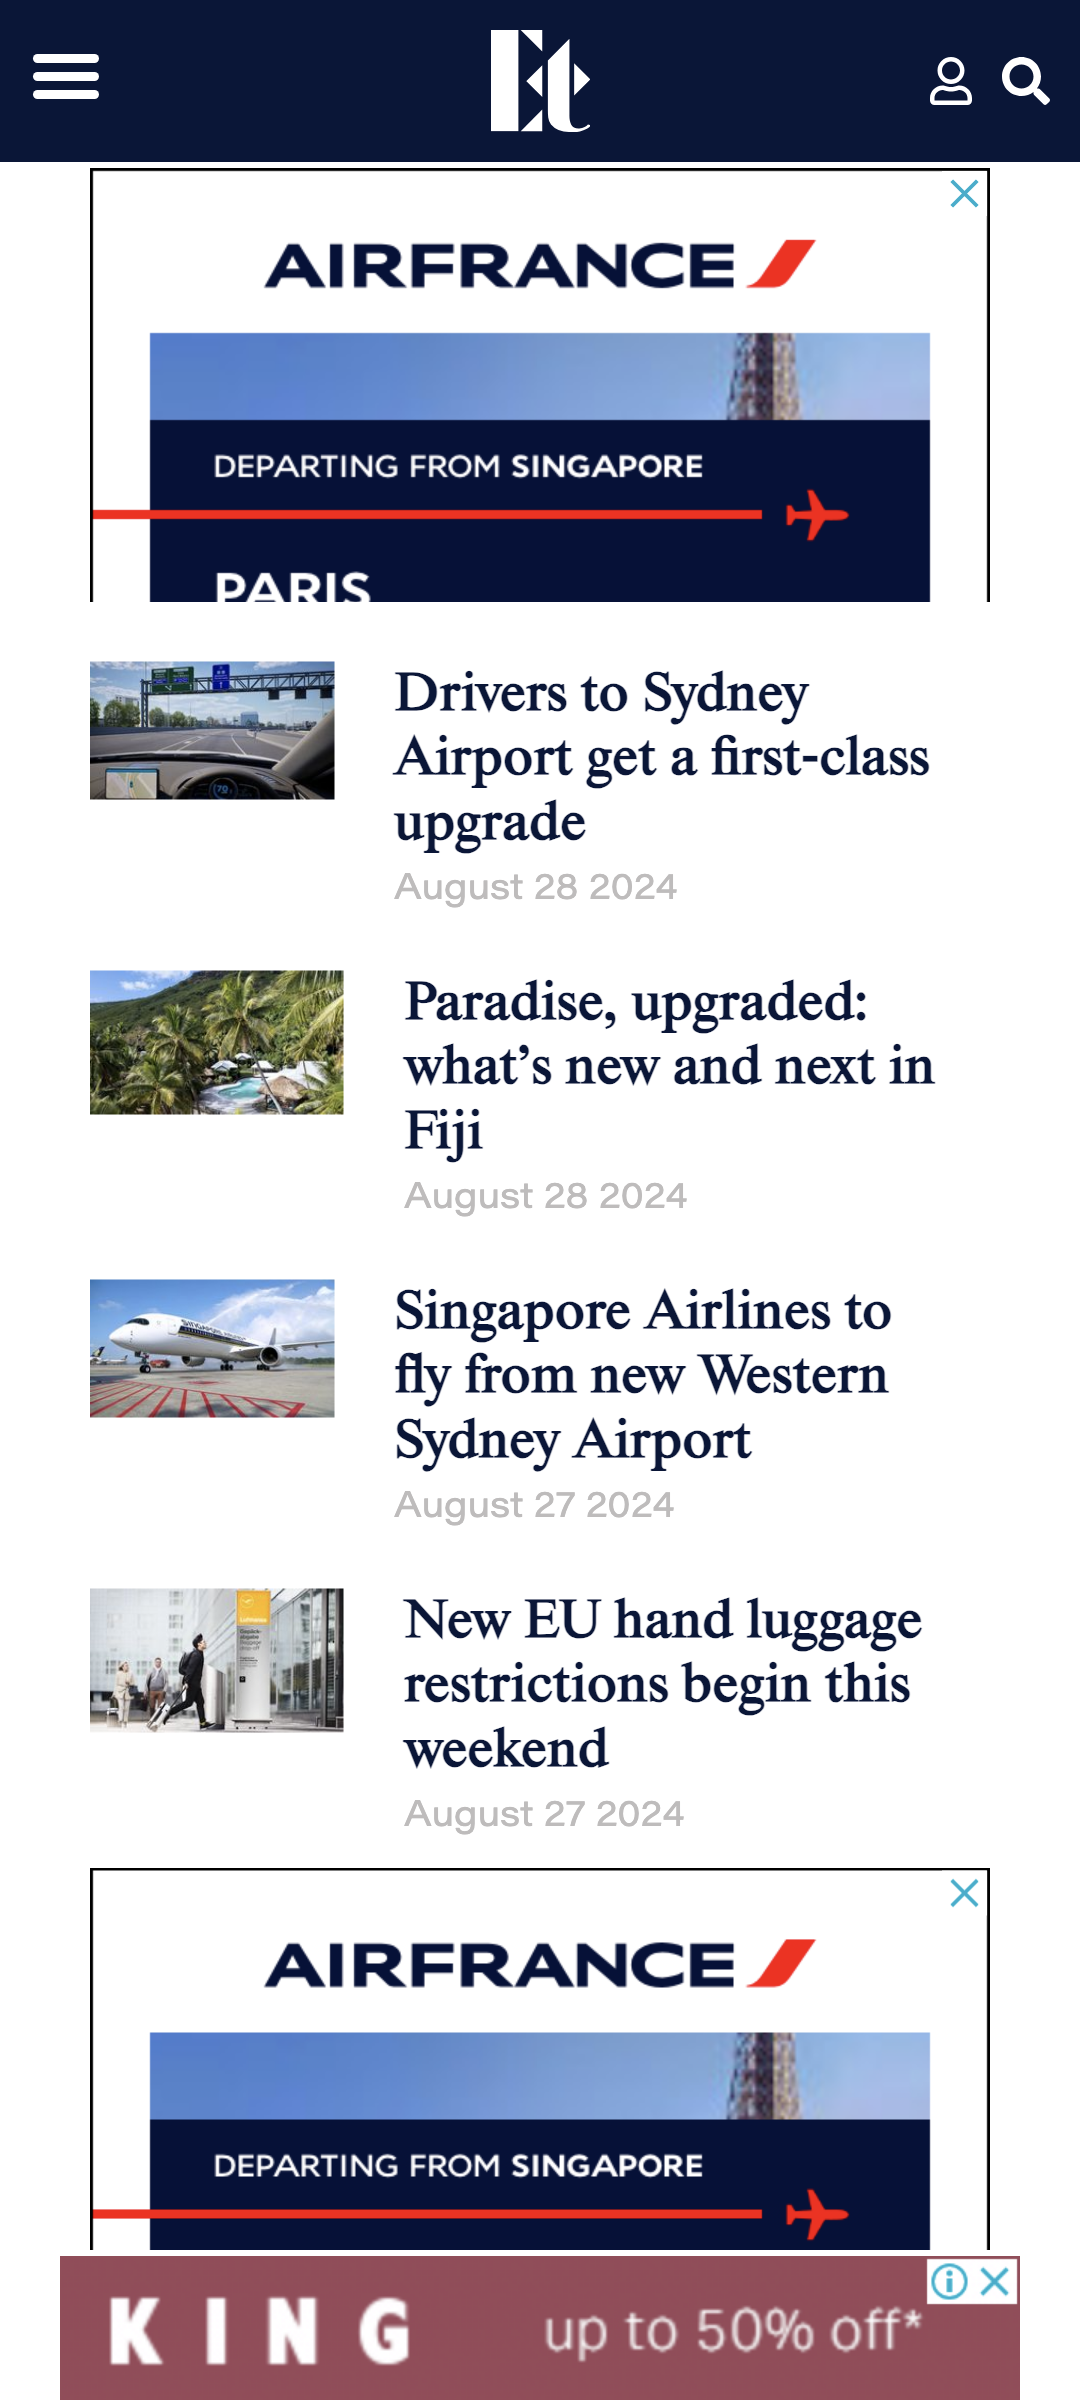 Et
AIRFRANCE
DEPARTING FROM SINGAPORE
PARIS
Drivers to Sydney
Airport get a first-class
upgrade
August 28 2024
Paradise, upgraded:
what’s new and next in
Fiji
August 28 2024
SINGAPORE AIRLINES
Singapore Airlines to
fly from new Western
Sydney Airport
August 27 2024
Lufthansa
New EU hand luggage
restrictions begin this
weekend
August 27 2024
AIRFRANCE
DEPARTING FROM SINGAPORE
KING up to 50% off*